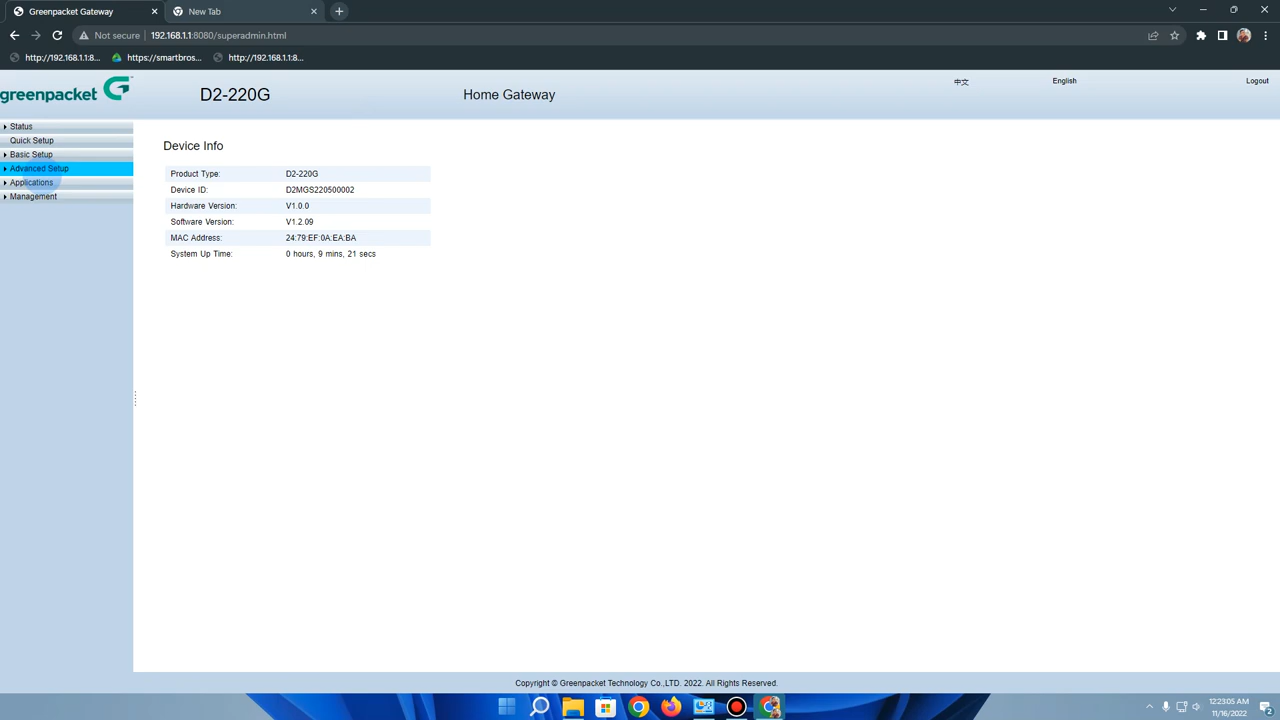 Greenpacket Gateway
New Tab
Not secure 192.168.1.1:8080/superadmin.html
http://192.168.1.1:8... https://smartbros... http://192.168.1.1:8...
greenpacket
D2-220G
Home Gateway
中文
English
Logout
Status
Quick Setup
Basic Setup
Advanced Setup
Applications
Management
Device Info
Product Type: D2-220G
Device ID: D2MGS220500002
Hardware Version: V1.0.0
Software Version: V1.2.09
MAC Address: 24:79:EF:0A:EA:BA
System Up Time: 0 hours, 9 mins, 21 secs
Copyright © Greenpacket Technology Co.,LTD. 2022. All Rights Reserved.
12:23:05 AM
11/16/2022
2